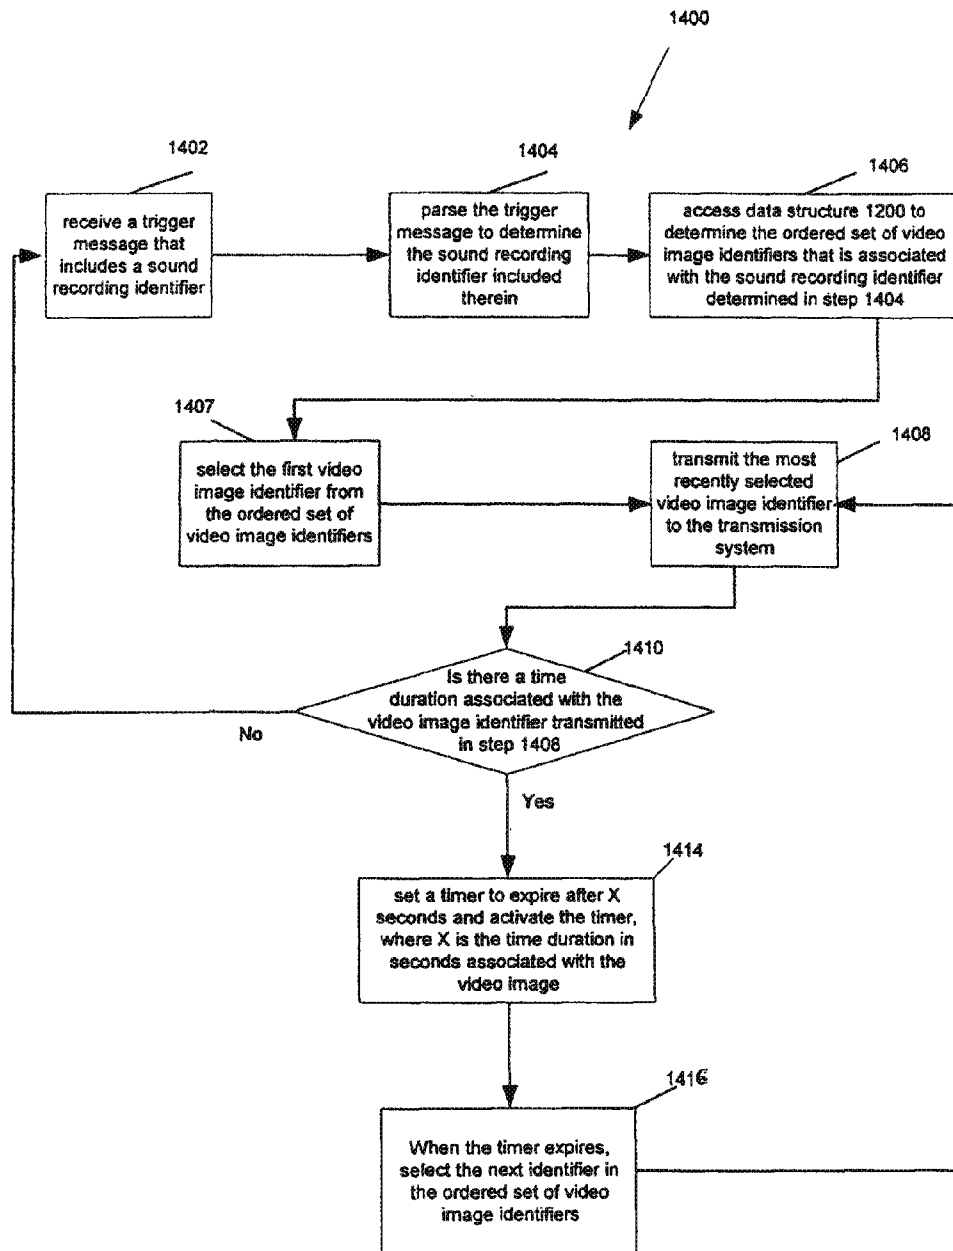 1400
1402
receive a trigger
message that
includes a sound
recording identifier
1404
parse the trigger
message to determine
the sound recording
identifier included
therein
1406
access data structure 1200 to
determine the ordered set of video
image identifiers that is associated
with the sound recording identifier
determined in step 1404
1407
select the first video
image identifier from
the ordered set of
video image identifiers
1408
transmit the most
recently selected
video image identifier
to the transmission
system
1410
Is there a time
duration associated with the
video image identifier transmitted
in step 1408
No
Yes
1414
set a timer to expire after X
seconds and activate the timer,
where X is the time duration in
seconds associated with the
video image
1416
When the timer expires,
select the next identifier in
the ordered set of video
image identifiers